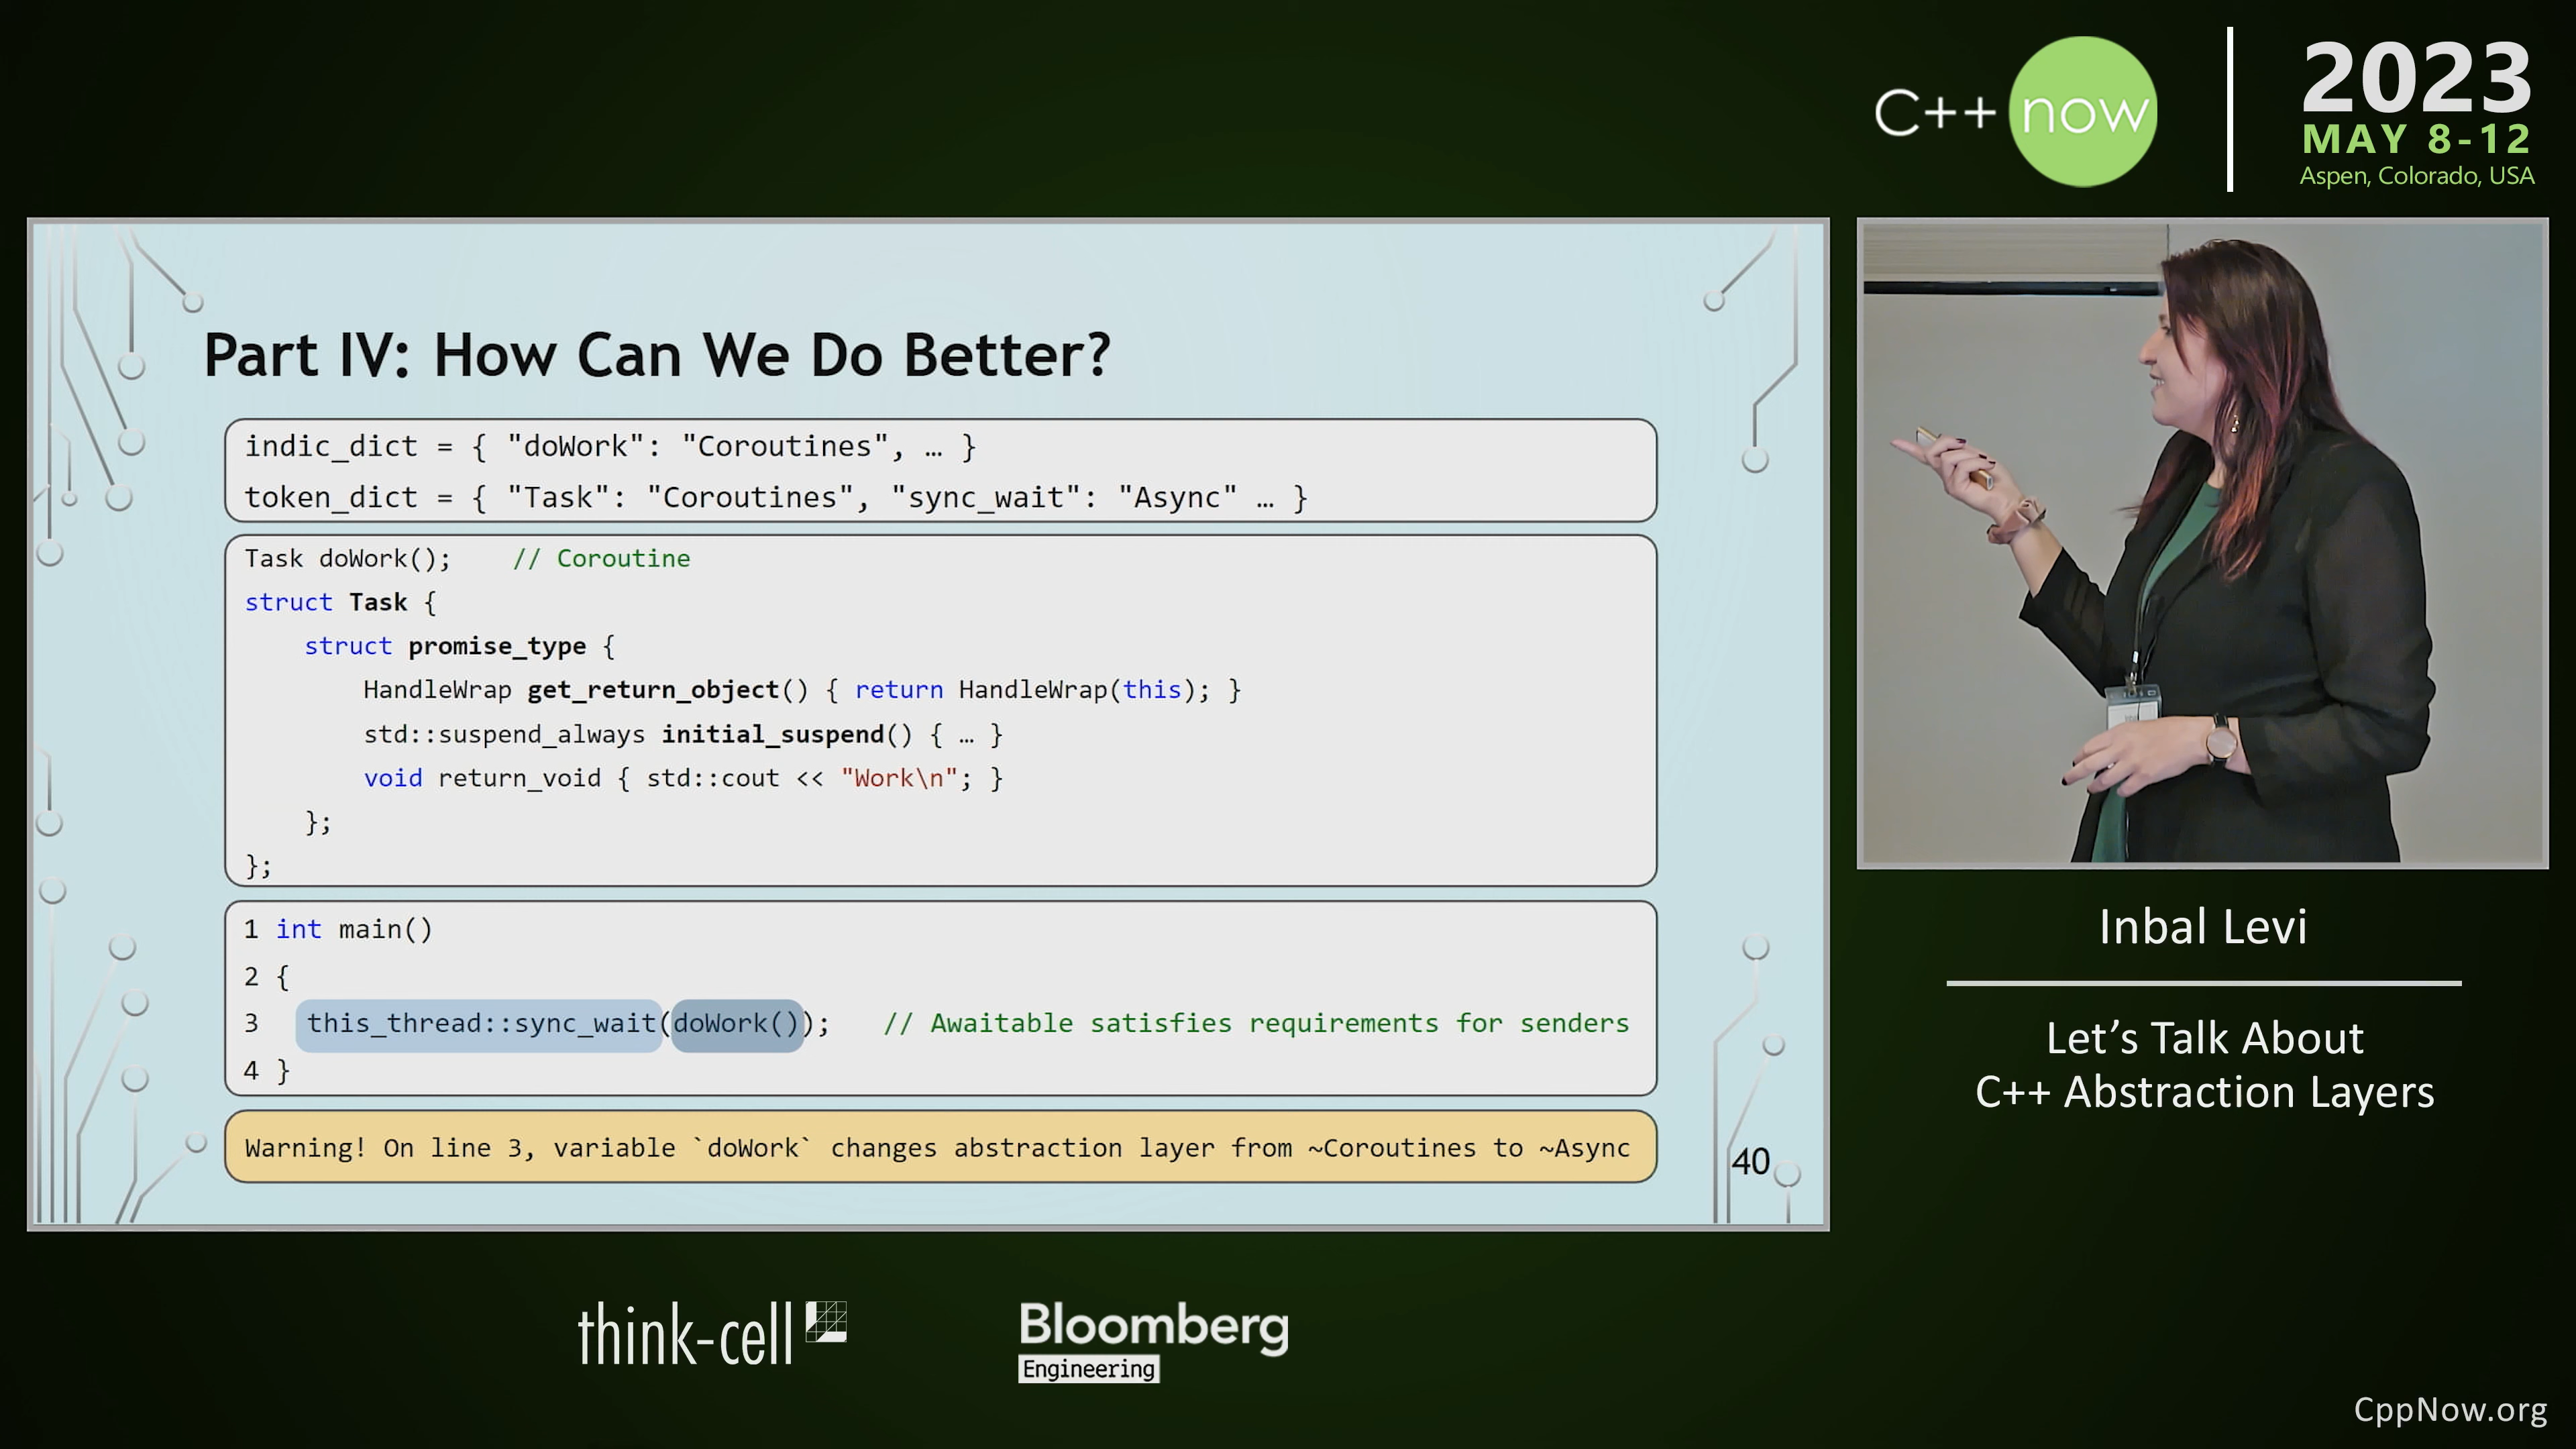 C++ now
2023
MAY 8-12
Aspen, Colorado, USA
Part IV: How Can We Do Better?
indic_dict = { "doWork": "Coroutines", … }
token_dict = { "Task": "Coroutines", "sync_wait": "Async" … }
Task doWork();    // Coroutine
struct Task {
    struct promise_type {
        HandleWrap get_return_object() { return HandleWrap(this); }
        std::suspend_always initial_suspend() { … }
        void return_void { std::cout << "Work\n"; }
    };
};
1 int main()
2 {
3   this_thread::sync_wait(doWork());   // Awaitable satisfies requirements for senders
4 }
Warning! On line 3, variable `doWork` changes abstraction layer from ~Coroutines to ~Async
40
Inbal Levi
Let's Talk About
C++ Abstraction Layers
think-cell
Bloomberg
Engineering
CppNow.org